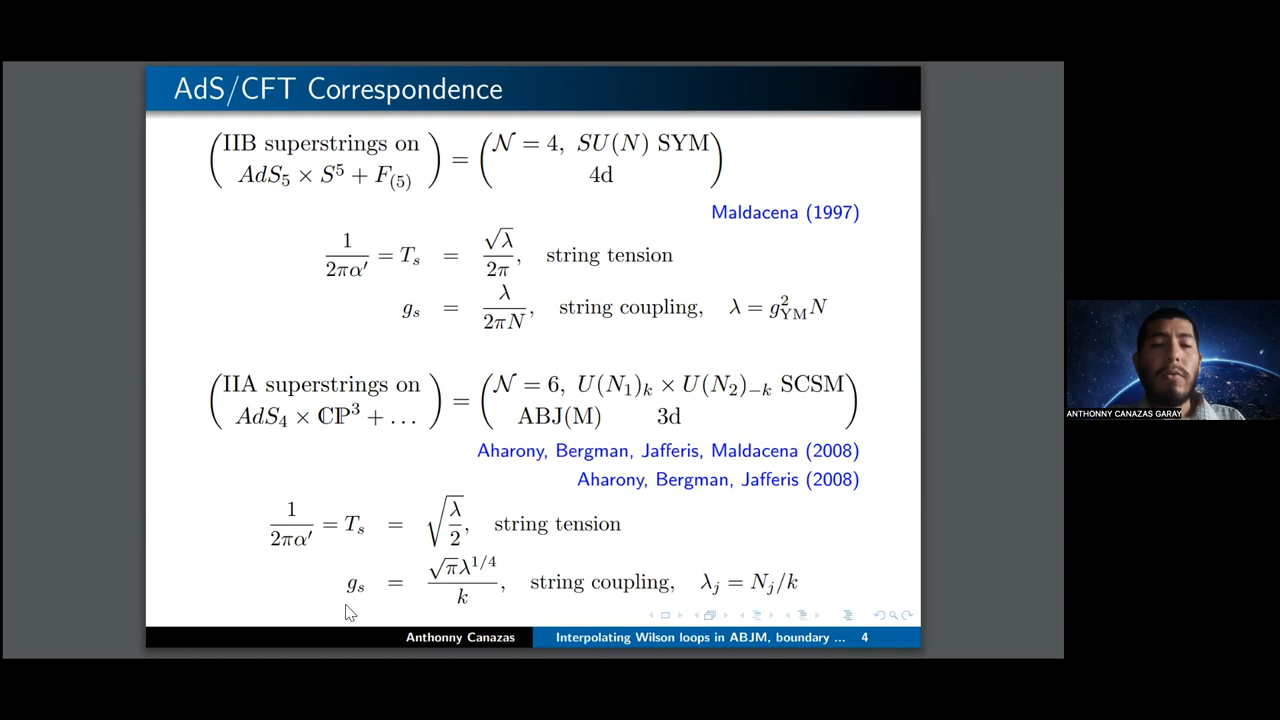 AdS/CFT Correspondence
(IIB superstrings on AdS₅ × S⁵ + F₍₅₎) = (𝒩 = 4, SU(N) SYM 4d)
Maldacena (1997)
1/(2πα′) = Tₛ = √λ/(2π), string tension
gₛ = λ/(2πN), string coupling, λ = g²_YM N
(IIA superstrings on AdS₄ × ℂℙ³ + …) = (𝒩 = 6, U(N₁)ₖ × U(N₂)₋ₖ SCSM ABJ(M) 3d)
Aharony, Bergman, Jafferis, Maldacena (2008)
Aharony, Bergman, Jafferis (2008)
1/(2πα′) = Tₛ = √(λ/2), string tension
gₛ = √π λ^{1/4}/k, string coupling, λⱼ = Nⱼ/k
Anthonny Canazas Interpolating Wilson loops in ABJM, boundary ... 4
ANTHONNY CANAZAS GARAY